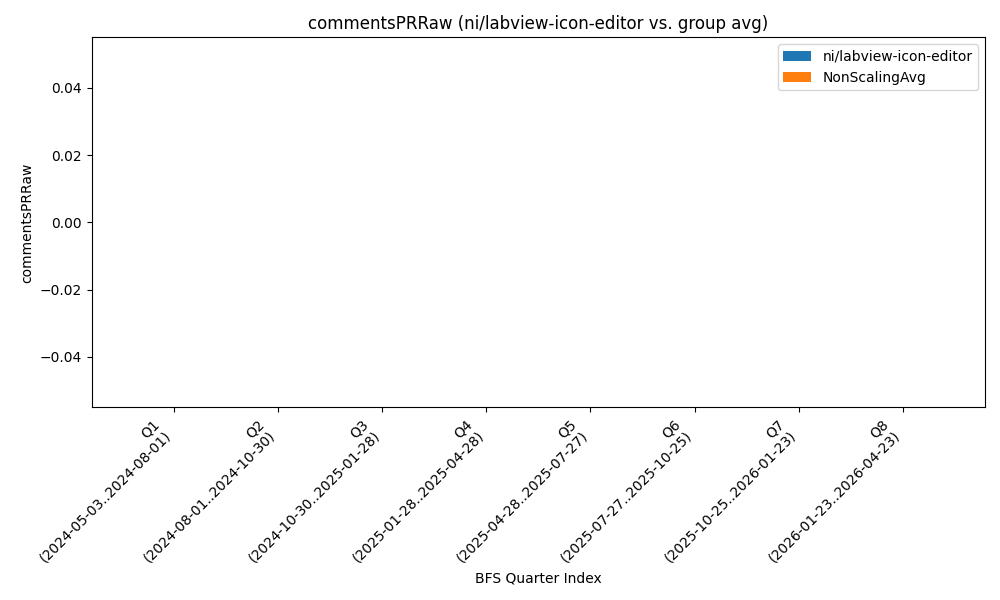 commentsPRRaw (ni/labview-icon-editor vs. group avg)
ni/labview-icon-editor
NonScalingAvg
commentsPRRaw
0.04
0.02
0.00
−0.02
−0.04
Q1
(2024-05-03..2024-08-01)
Q2
(2024-08-01..2024-10-30)
Q3
(2024-10-30..2025-01-28)
Q4
(2025-01-28..2025-04-28)
Q5
(2025-04-28..2025-07-27)
Q6
(2025-07-27..2025-10-25)
Q7
(2025-10-25..2026-01-23)
Q8
(2026-01-23..2026-04-23)
BFS Quarter Index